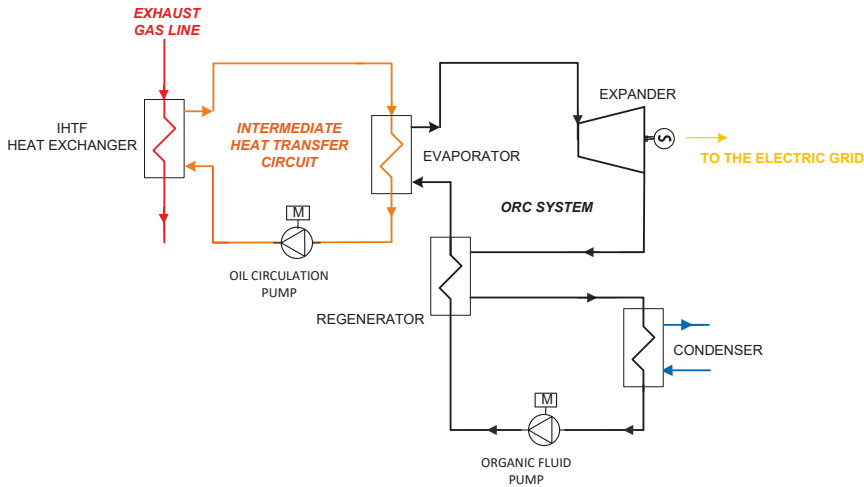 EXHAUST
GAS LINE
EXPANDER
IHTF
HEAT EXCHANGER
INTERMEDIATE
HEAT TRANSFER
CIRCUIT
EVAPORATOR
S
TO THE ELECTRIC GRID
ORC SYSTEM
M
OIL CIRCULATION
PUMP
REGENERATOR
CONDENSER
M
ORGANIC FLUID
PUMP